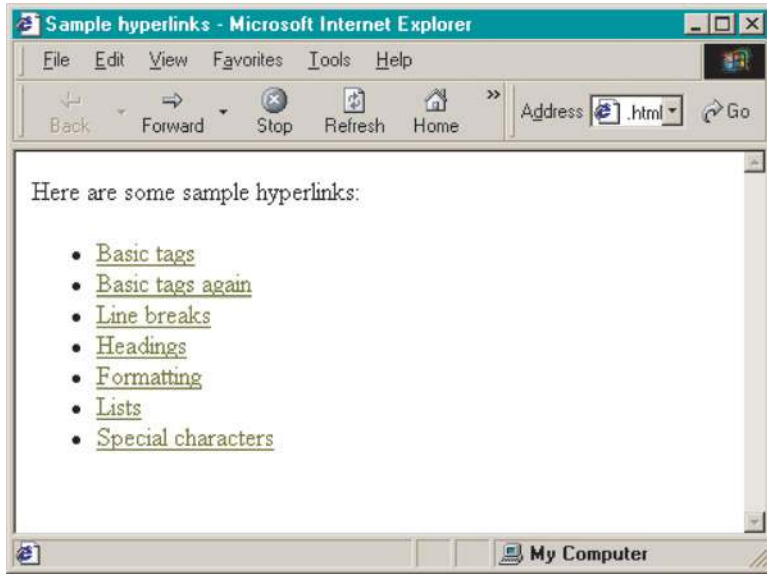 Sample hyperlinks - Microsoft Internet Explorer
File Edit View Favorites Tools Help
Back Forward Stop Refresh Home » Address .html Go
Here are some sample hyperlinks:
• Basic tags
• Basic tags again
• Line breaks
• Headings
• Formatting
• Lists
• Special characters
My Computer